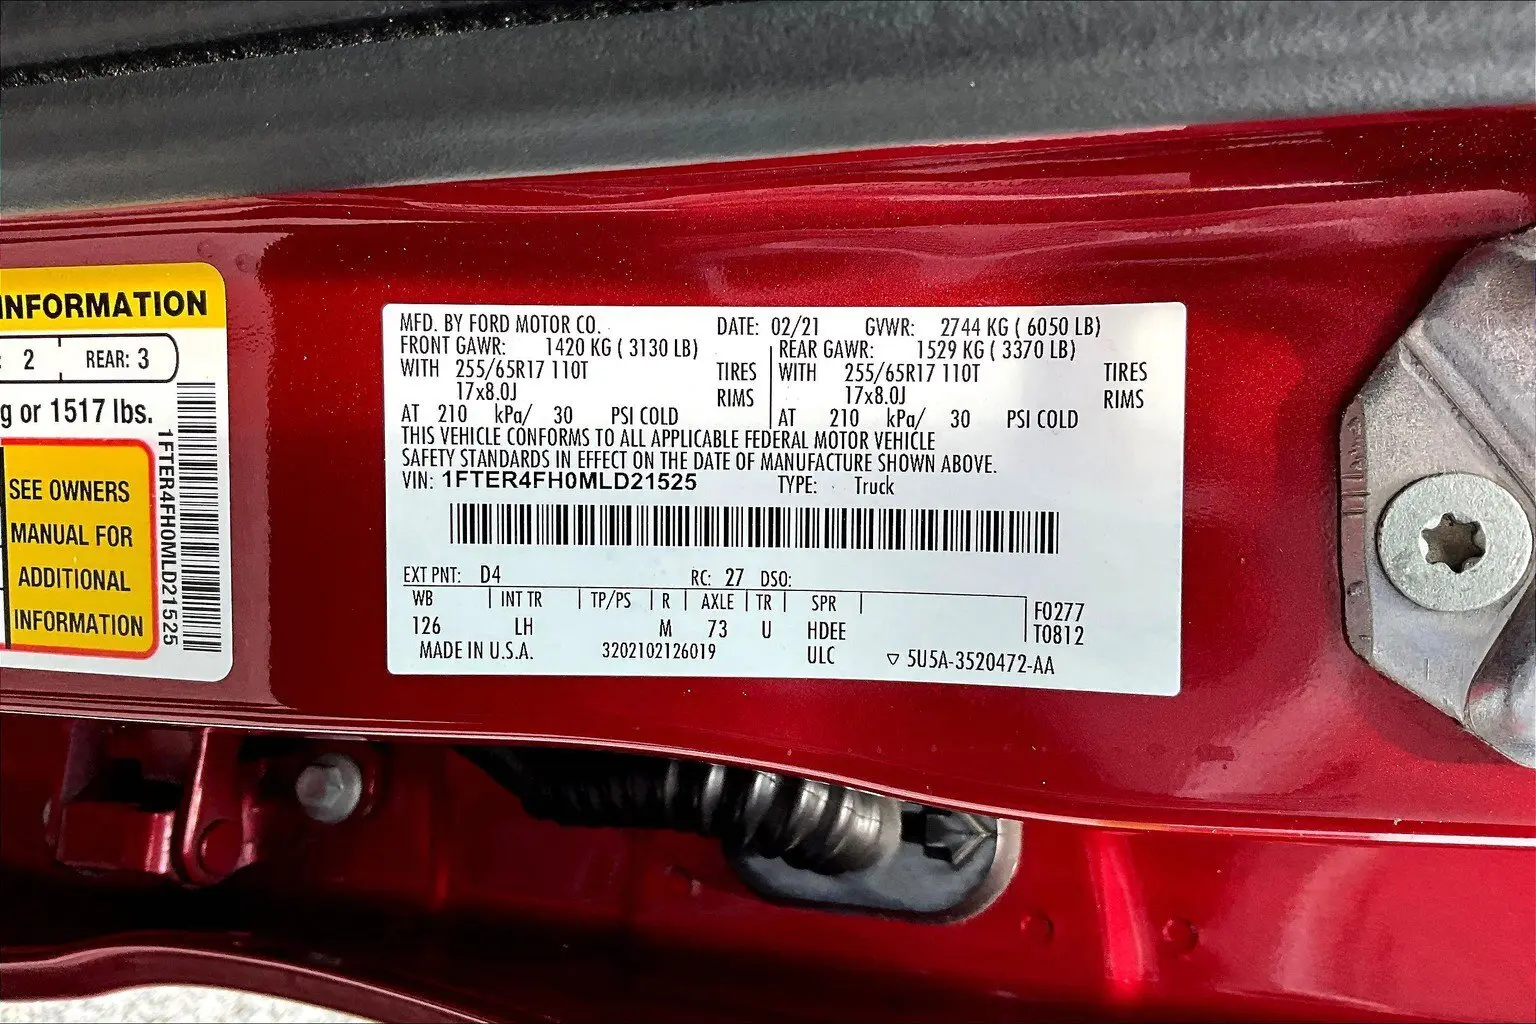 INFORMATION
: 2 REAR: 3
g or 1517 lbs.
SEE OWNERS
MANUAL FOR
ADDITIONAL
INFORMATION
1FTER4FH0MLD21525
MFD. BY FORD MOTOR CO. DATE: 02/21 GVWR: 2744 KG ( 6050 LB)
FRONT GAWR: 1420 KG ( 3130 LB) REAR GAWR: 1529 KG ( 3370 LB)
WITH 255/65R17 110T TIRES WITH 255/65R17 110T TIRES
17x8.0J RIMS 17x8.0J RIMS
AT 210 kPa/ 30 PSI COLD AT 210 kPa/ 30 PSI COLD
THIS VEHICLE CONFORMS TO ALL APPLICABLE FEDERAL MOTOR VEHICLE
SAFETY STANDARDS IN EFFECT ON THE DATE OF MANUFACTURE SHOWN ABOVE.
VIN: 1FTER4FH0MLD21525 TYPE: Truck
EXT PNT: D4 RC: 27 DSO:
WB INT TR TP/PS R AXLE TR SPR F0277
126 LH M 73 U HDEE T0812
MADE IN U.S.A. 3202102126019 ULC ▽ 5U5A-3520472-AA